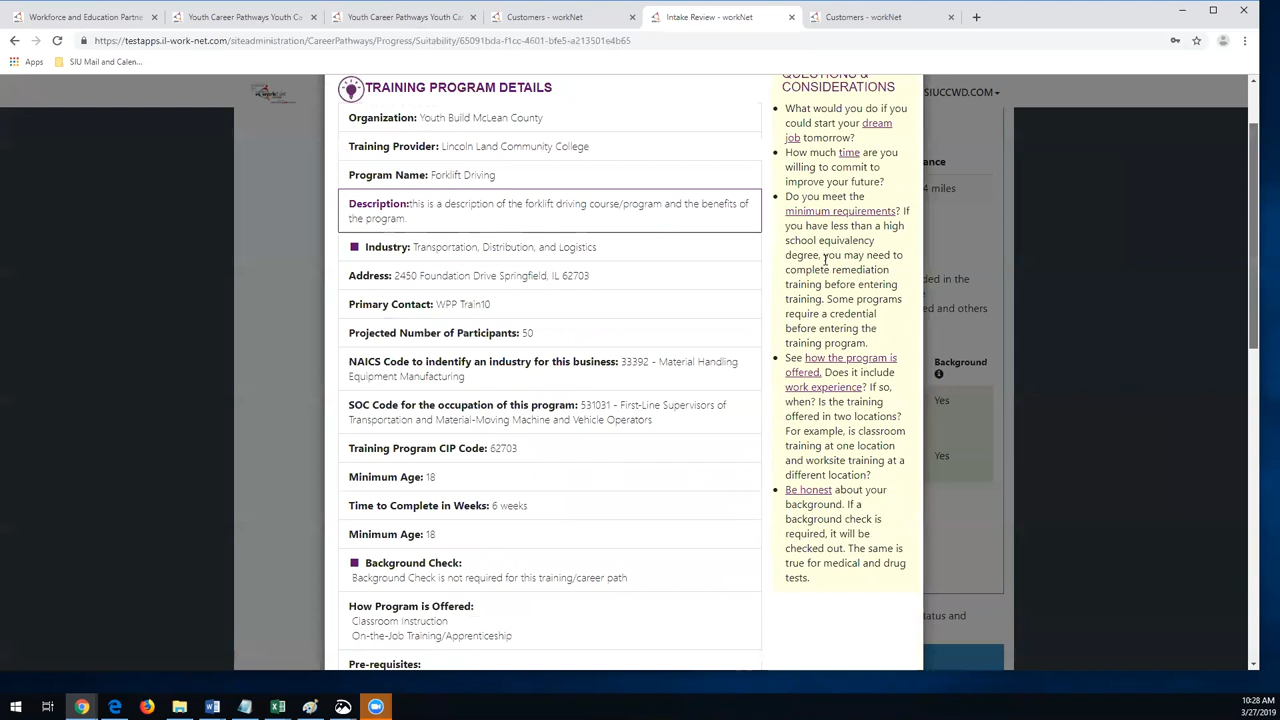 Workforce and Education Partne
Youth Career Pathways Youth Ca
Youth Career Pathways Youth Ca
Customers - workNet
Intake Review - workNet
Customers - workNet
https://testapps.il-work-net.com/siteadministration/CareerPathways/Progress/Suitability/65091bda-f1cc-4601-bfe5-a213501e4b65
Apps
SIU Mail and Calen...
TRAINING PROGRAM DETAILS
Organization: Youth Build McLean County
Training Provider: Lincoln Land Community College
Program Name: Forklift Driving
Description:this is a description of the forklift driving course/program and the benefits of
the program.
Industry: Transportation, Distribution, and Logistics
Address: 2450 Foundation Drive Springfield, IL 62703
Primary Contact: WPP Train10
Projected Number of Participants: 50
NAICS Code to indentify an industry for this business: 33392 - Material Handling
Equipment Manufacturing
SOC Code for the occupation of this program: 531031 - First-Line Supervisors of
Transportation and Material-Moving Machine and Vehicle Operators
Training Program CIP Code: 62703
Minimum Age: 18
Time to Complete in Weeks: 6 weeks
Minimum Age: 18
Background Check:
Background Check is not required for this training/career path
How Program is Offered:
Classroom Instruction
On-the-Job Training/Apprenticeship
Pre-requisites:
QUESTIONS &
CONSIDERATIONS
What would you do if you
could start your dream
job tomorrow?
How much time are you
willing to commit to
improve your future?
Do you meet the
minimum requirements? If
you have less than a high
school equivalency
degree, you may need to
complete remediation
training before entering
training. Some programs
require a credential
before entering the
training program.
See how the program is
offered. Does it include
work experience? If so,
when? Is the training
offered in two locations?
For example, is classroom
training at one location
and worksite training at a
different location?
Be honest about your
background. If a
background check is
required, it will be
checked out. The same is
true for medical and drug
tests.
SIUCCWD.COM
ance
4 miles
ded in the
ed and others
Background
Yes
Yes
tatus and
10:28 AM
3/27/2019